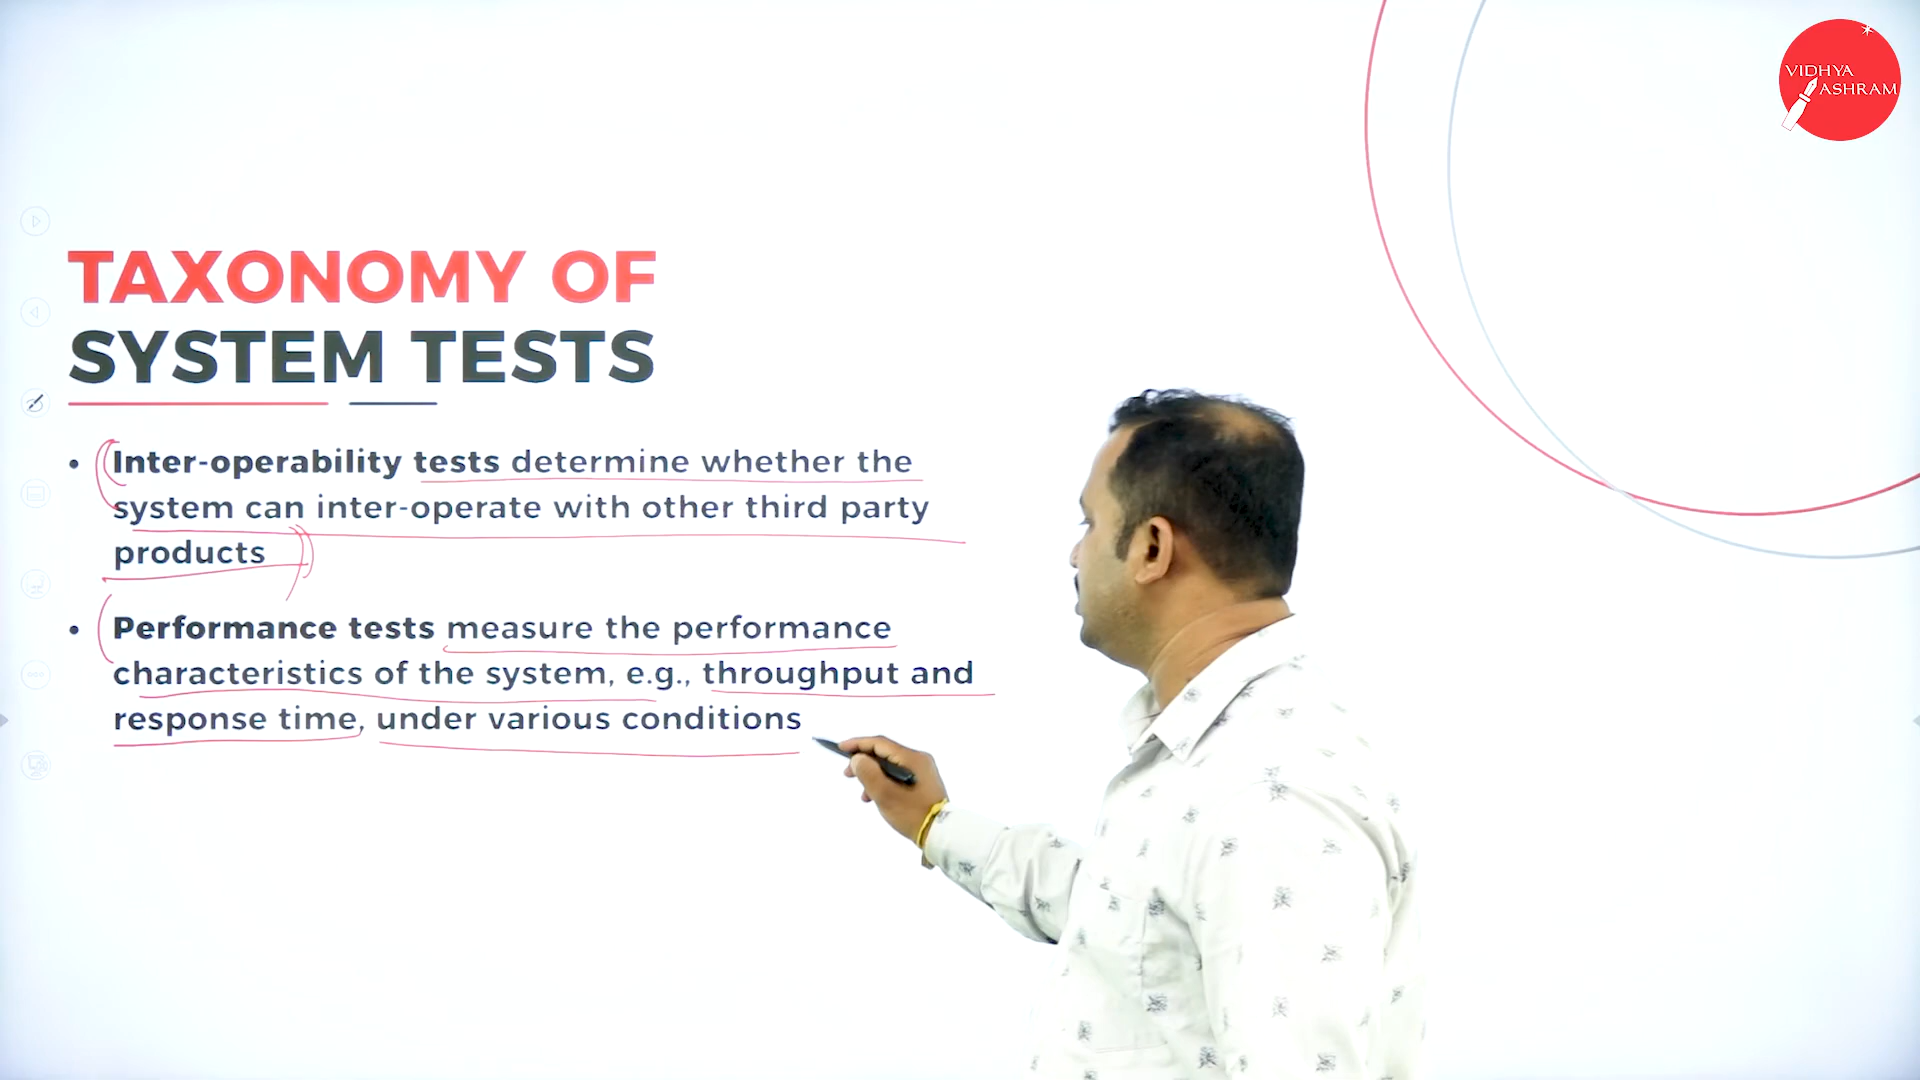 VIDHYA
ASHRAM
TAXONOMY OF
SYSTEM TESTS
• Inter-operability tests determine whether the
system can inter-operate with other third party
products
• Performance tests measure the performance
characteristics of the system, e.g., throughput and
response time, under various conditions